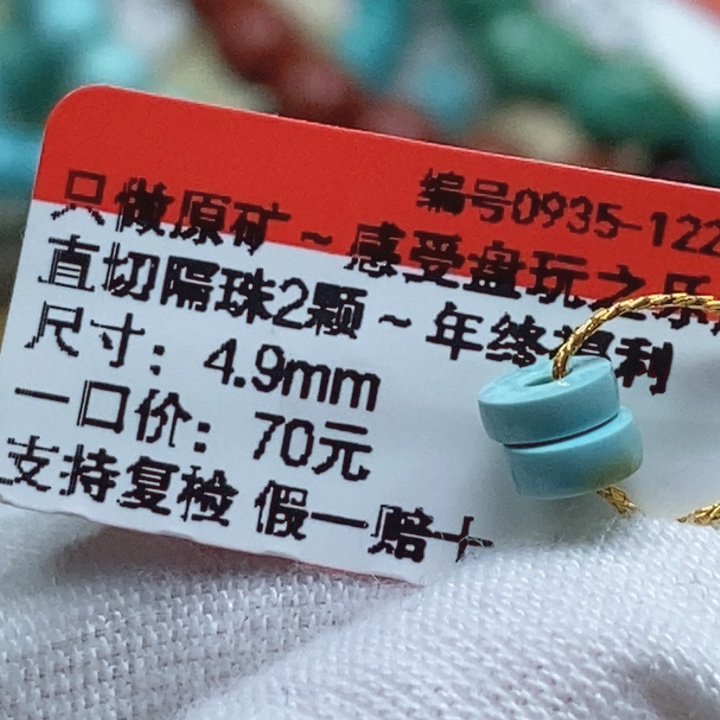 编号0935-122
只做原矿~感受盘玩之乐
直切隔珠2颗~年终福利
尺寸：4.9mm
一口价：70元
支持复检 假一赔十